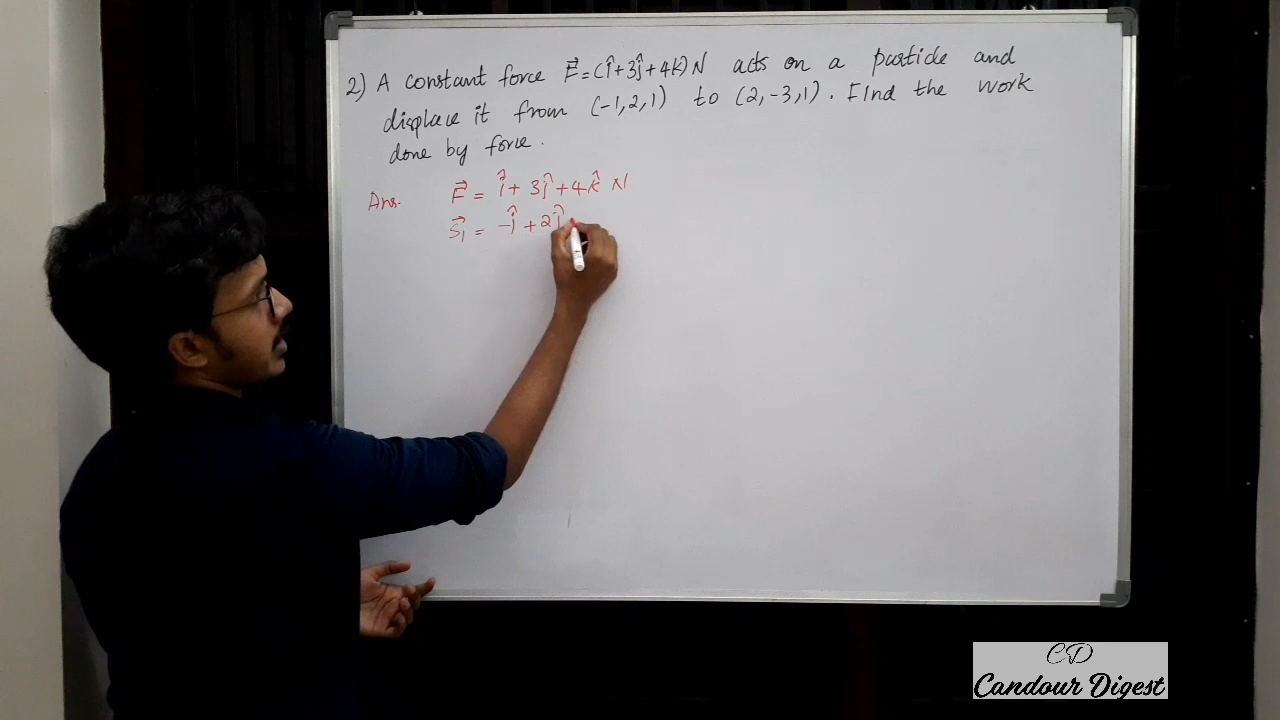 2) A constant force F⃗ = (î+3ĵ+4k̂)N acts on a particle and
displace it from (-1,2,1) to (2,-3,1). Find the work
done by force.
Ans. F⃗ = î + 3ĵ + 4k̂ N
S⃗₁ = -ĵ + 2ĵ
CD
Candour Digest